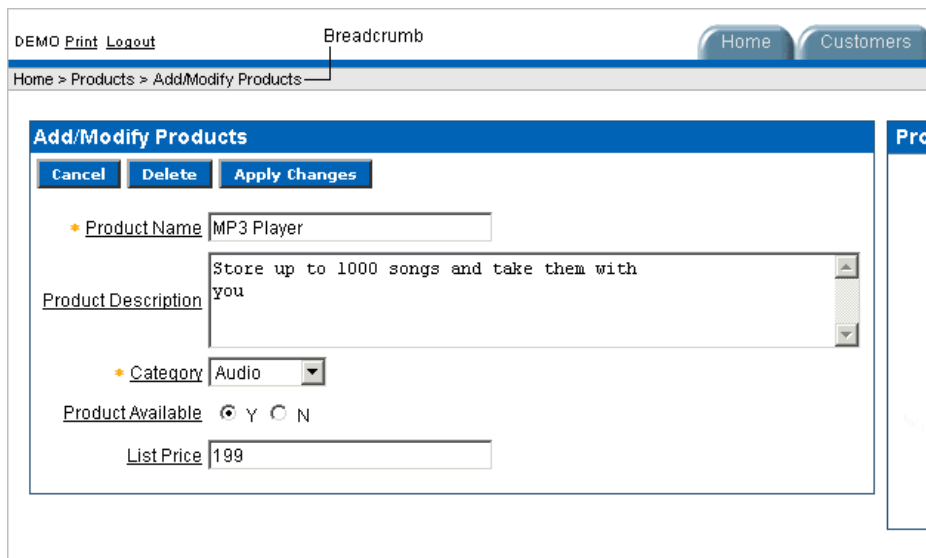 Breadcrumb
DEMO Print Logout
Home
Customers
Home > Products > Add/Modify Products
Add/Modify Products
Pro
Cancel
Delete
Apply Changes
* Product Name
MP3 Player
Product Description
Store up to 1000 songs and take them with
you
* Category
Audio
Product Available
Y
N
List Price
199